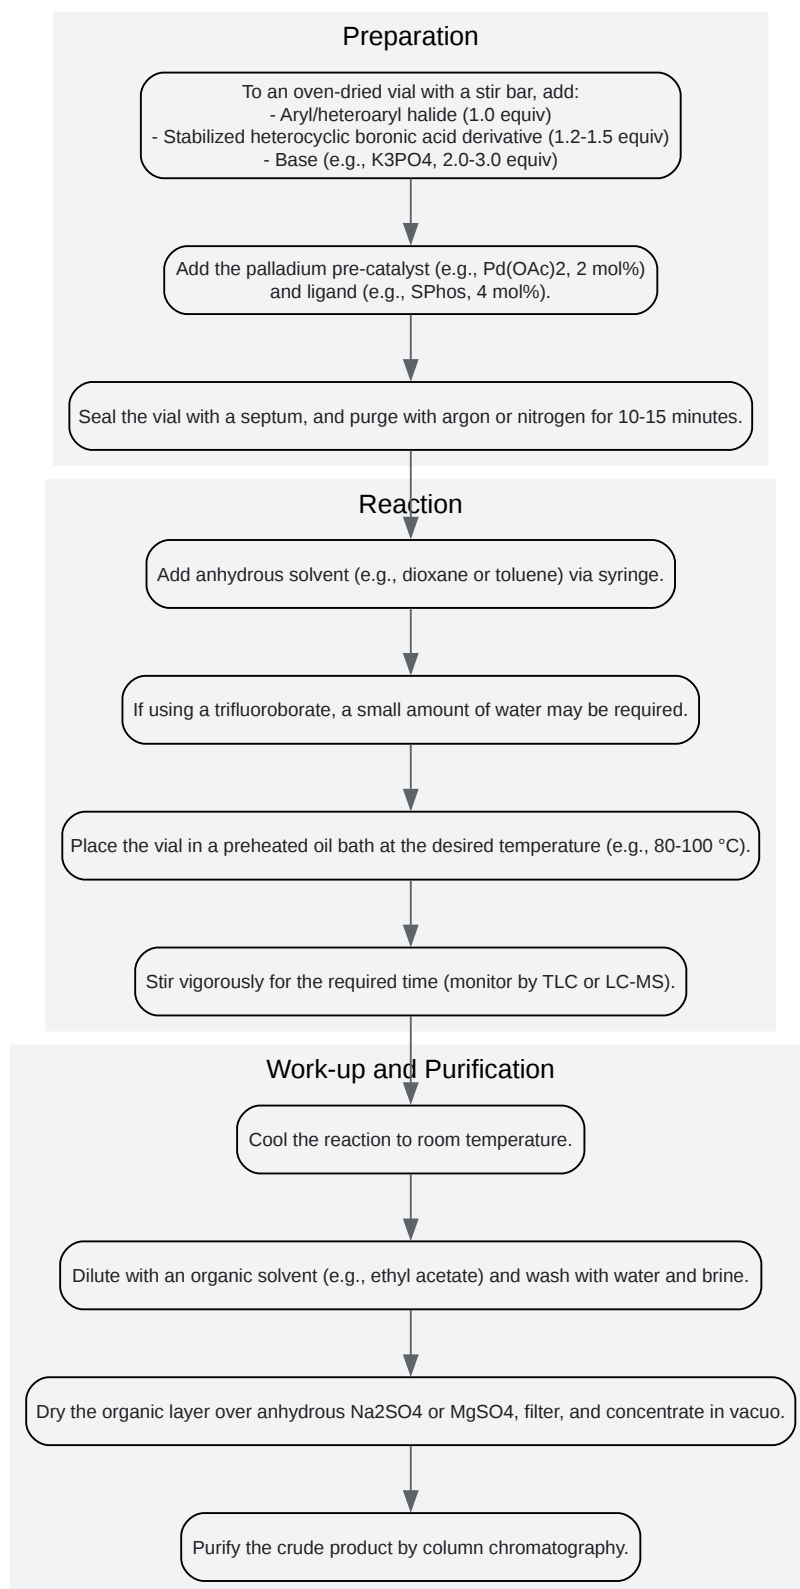 Preparation
To an oven-dried vial with a stir bar, add:
- Aryl/heteroaryl halide (1.0 equiv)
- Stabilized heterocyclic boronic acid derivative (1.2-1.5 equiv)
- Base (e.g., K3PO4, 2.0-3.0 equiv)
Add the palladium pre-catalyst (e.g., Pd(OAc)2, 2 mol%)
and ligand (e.g., SPhos, 4 mol%).
Seal the vial with a septum, and purge with argon or nitrogen for 10-15 minutes.
Reaction
Add anhydrous solvent (e.g., dioxane or toluene) via syringe.
If using a trifluoroborate, a small amount of water may be required.
Place the vial in a preheated oil bath at the desired temperature (e.g., 80-100 °C).
Stir vigorously for the required time (monitor by TLC or LC-MS).
Work-up and Purification
Cool the reaction to room temperature.
Dilute with an organic solvent (e.g., ethyl acetate) and wash with water and brine.
Dry the organic layer over anhydrous Na2SO4 or MgSO4, filter, and concentrate in vacuo.
Purify the crude product by column chromatography.